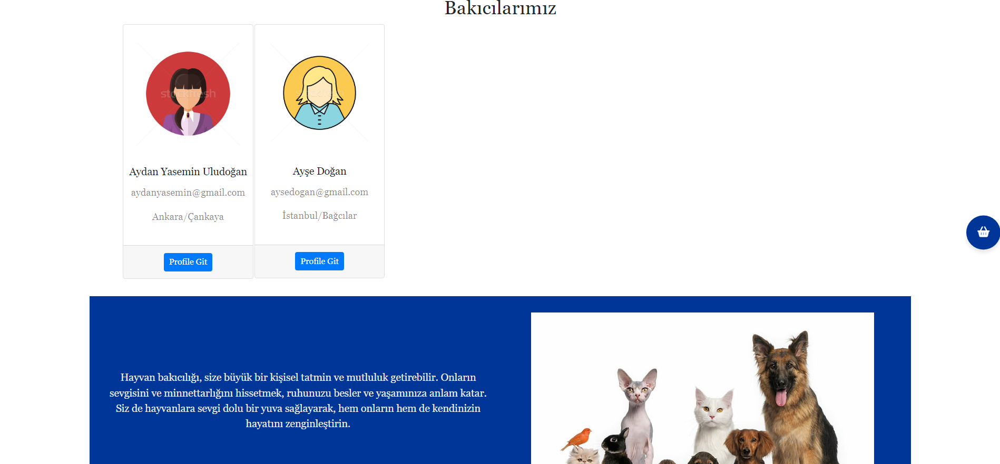 Bakıcılarımız
stockfresh
Aydan Yasemin Uludoğan
aydanyasemin@gmail.com
Ankara/Çankaya
Profile Git
Ayşe Doğan
aysedogan@gmail.com
İstanbul/Bağcılar
Profile Git
Hayvan bakıcılığı, size büyük bir kişisel tatmin ve mutluluk getirebilir. Onların
sevgisini ve minnettarlığını hissetmek, ruhunuzu besler ve yaşamınıza anlam katar.
Siz de hayvanlara sevgi dolu bir yuva sağlayarak, hem onların hem de kendinizin
hayatını zenginleştirin.